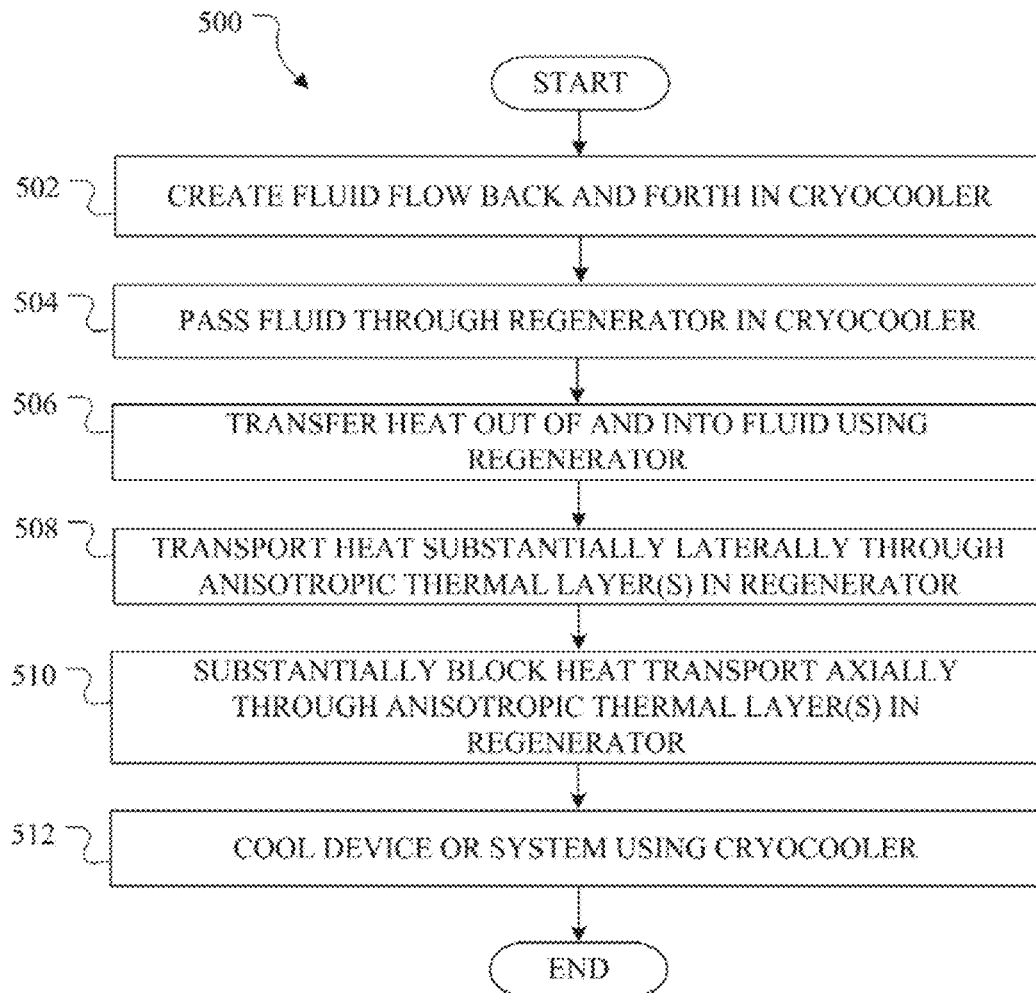 500
START
502
CREATE FLUID FLOW BACK AND FORTH IN CRYOCOOLER
504
PASS FLUID THROUGH REGENERATOR IN CRYOCOOLER
506
TRANSFER HEAT OUT OF AND INTO FLUID USING
REGENERATOR
508
TRANSPORT HEAT SUBSTANTIALLY LATERALLY THROUGH
ANISOTROPIC THERMAL LAYER(S) IN REGENERATOR
510
SUBSTANTIALLY BLOCK HEAT TRANSPORT AXIALLY
THROUGH ANISOTROPIC THERMAL LAYER(S) IN
REGENERATOR
512
COOL DEVICE OR SYSTEM USING CRYOCOOLER
END